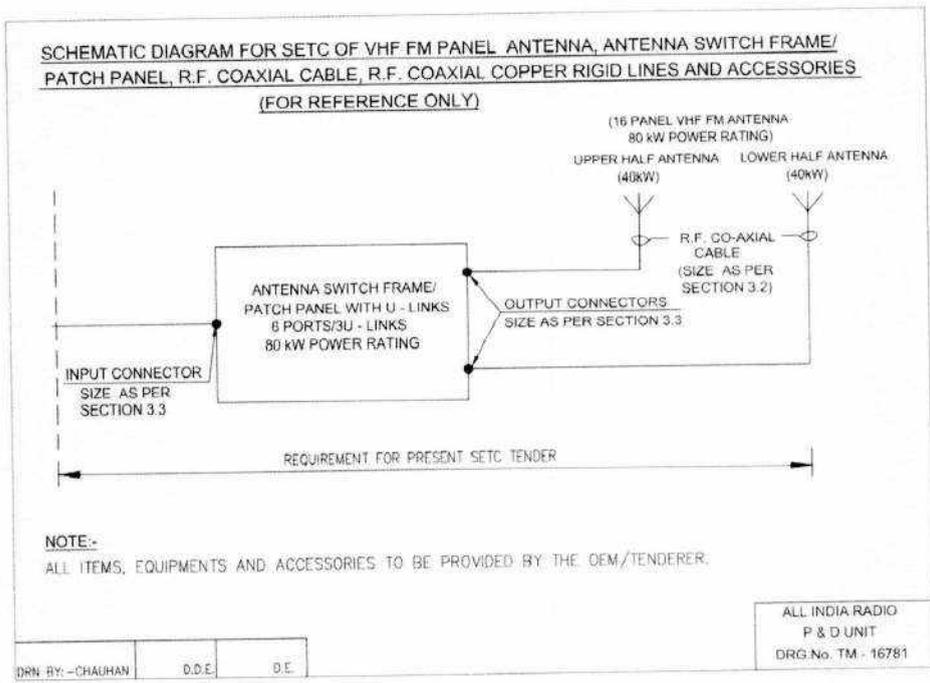 SCHEMATIC DIAGRAM FOR SETC OF VHF FM PANEL ANTENNA, ANTENNA SWITCH FRAME/
PATCH PANEL, R.F. COAXIAL CABLE, R.F. COAXIAL COPPER RIGID LINES AND ACCESSORIES
(FOR REFERENCE ONLY)
(16 PANEL VHF FM ANTENNA
80 kW POWER RATING)
UPPER HALF ANTENNA
(40kW)
LOWER HALF ANTENNA
(40kW)
R.F. CO-AXIAL
CABLE
(SIZE AS PER
SECTION 3.2)
ANTENNA SWITCH FRAME/
PATCH PANEL WITH U - LINKS
6 PORTS/3U - LINKS
80 kW POWER RATING
OUTPUT CONNECTORS
SIZE AS PER SECTION 3.3
INPUT CONNECTOR
SIZE AS PER
SECTION 3.3
REQUIREMENT FOR PRESENT SETC TENDER
NOTE:-
ALL ITEMS, EQUIPMENTS AND ACCESSORIES TO BE PROVIDED BY THE OEM/TENDERER.
ALL INDIA RADIO
P & D UNIT
DRG.No. TM - 16781
DRN BY:-CHAUHAN
D.D.E.
D.E.